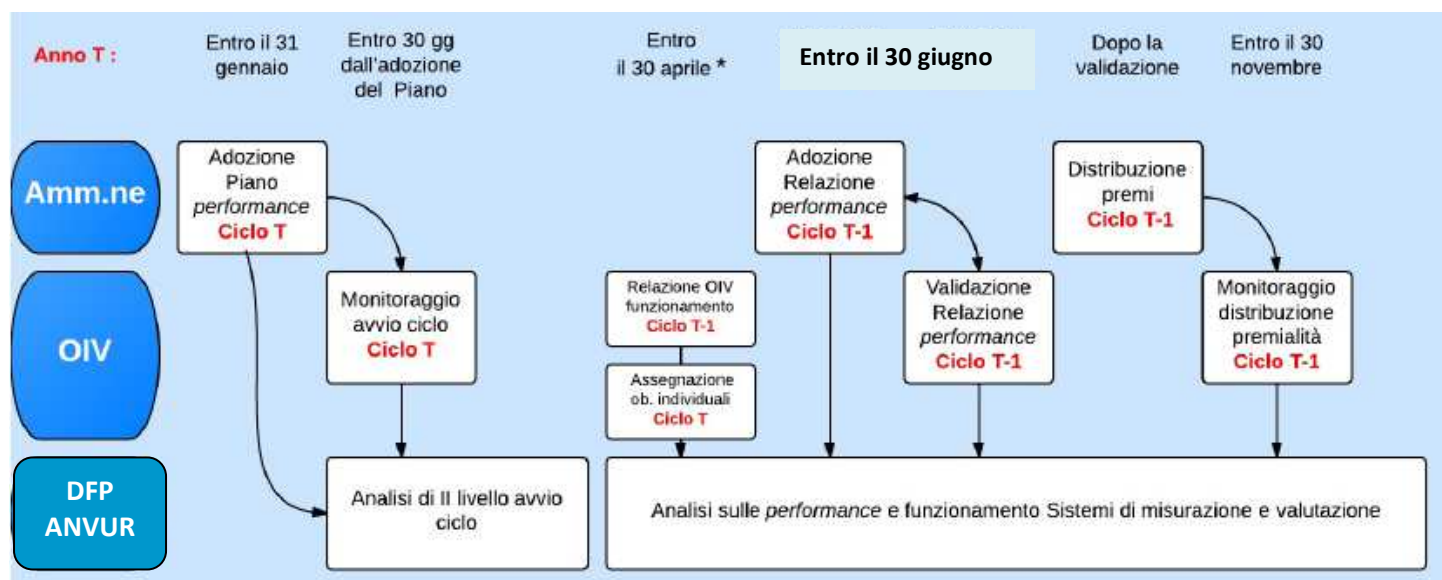 Anno T :
Entro il 31
gennaio
Entro 30 gg
dall'adozione
del Piano
Entro
il 30 aprile *
Entro il 30 giugno
Dopo la
validazione
Entro il 30
novembre
Amm.ne
Adozione
Piano
performance
Ciclo T
Adozione
Relazione
performance
Ciclo T-1
Distribuzione
premi
Ciclo T-1
OIV
Monitoraggio
avvio ciclo
Ciclo T
Relazione OIV
funzionamento
Ciclo T-1
Assegnazione
ob. individuali
Ciclo T
Validazione
Relazione
performance
Ciclo T-1
Monitoraggio
distribuzione
premialità
Ciclo T-1
DFP
ANVUR
Analisi di II livello avvio
ciclo
Analisi sulle performance e funzionamento Sistemi di misurazione e valutazione